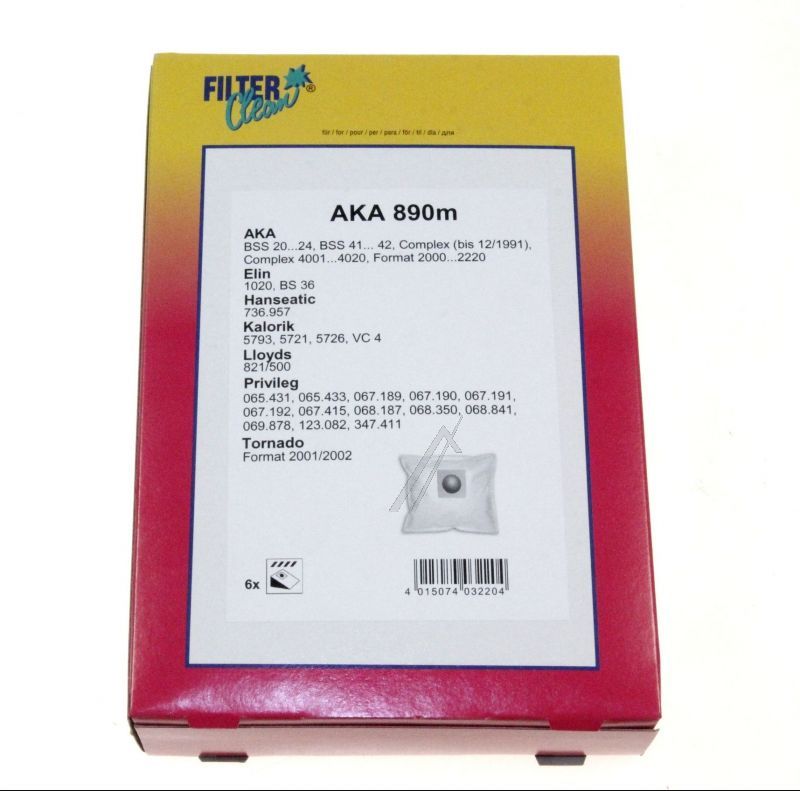 FILTER
Clean ®
für / for / pour / per / para / för / til / dla / для
AKA 890m
AKA
BSS 20...24, BSS 41... 42, Complex (bis 12/1991),
Complex 4001...4020, Format 2000...2220
Elin
1020, BS 36
Hanseatic
736.957
Kalorik
5793, 5721, 5726, VC 4
Lloyds
821/500
Privileg
065.431, 065.433, 067.189, 067.190, 067.191,
067.192, 067.415, 068.187, 068.350, 068.841,
069.878, 123.082, 347.411
Tornado
Format 2001/2002
6x
4 015074 032204